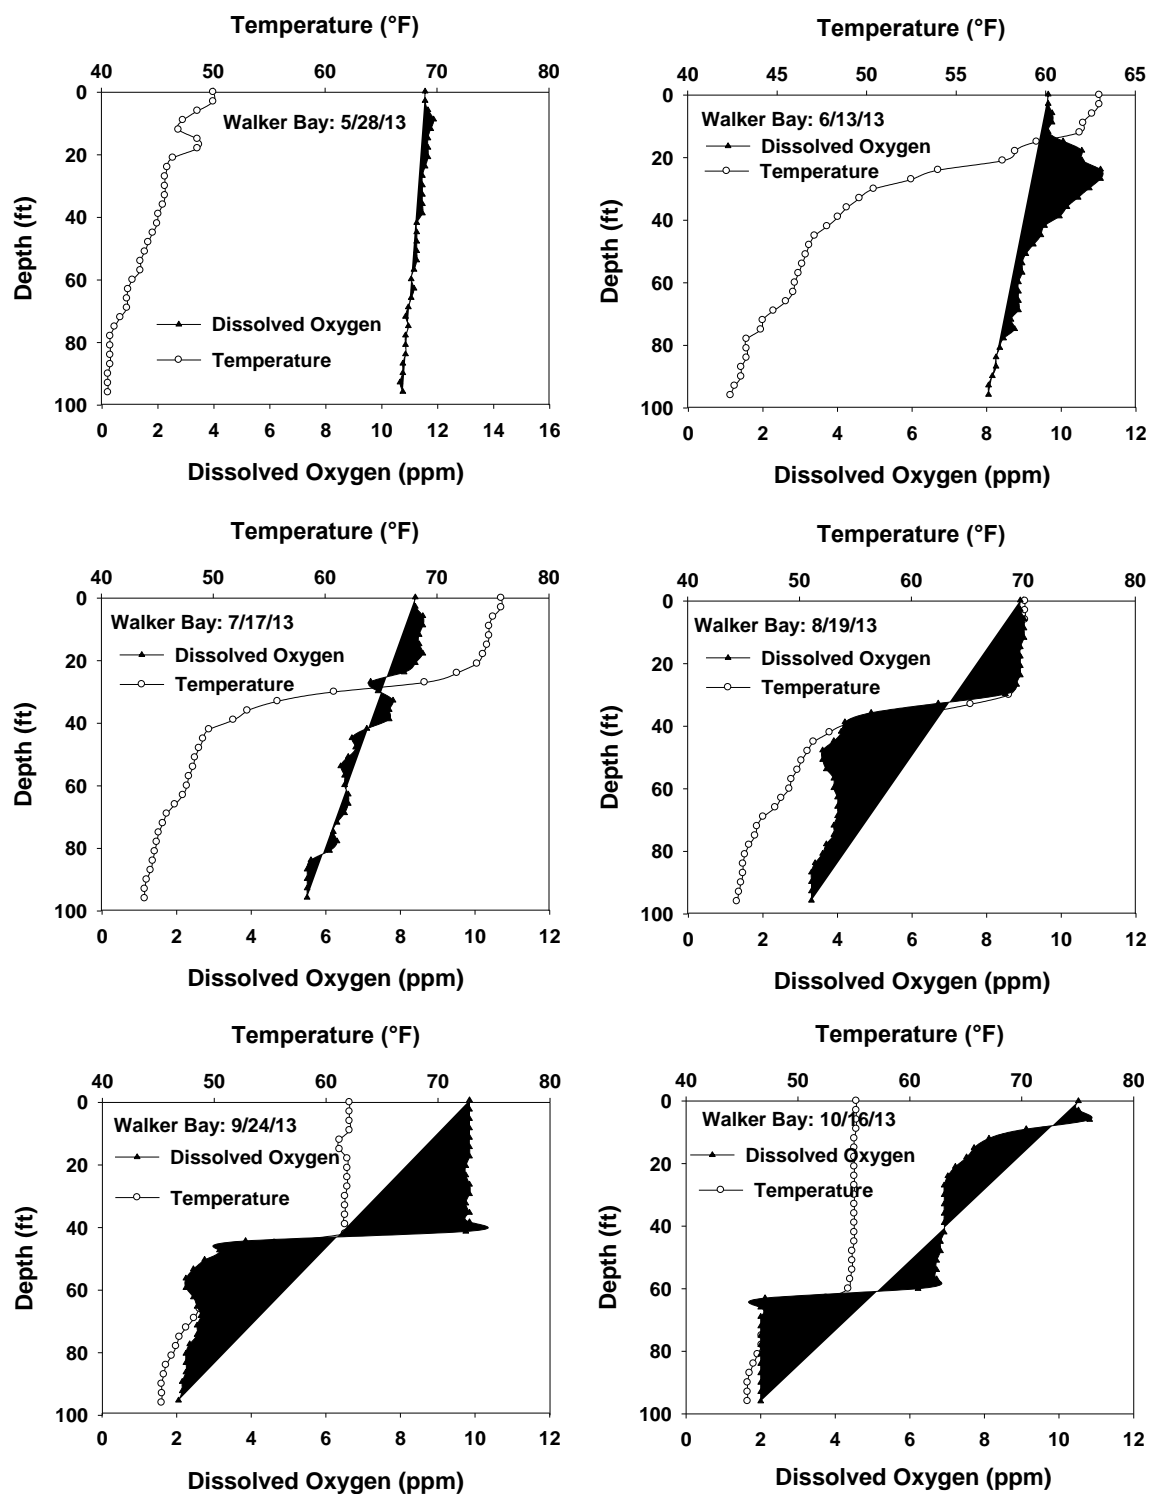 Temperature (°F)
40 50 60 70 80
0
20
40
60
80
100
Depth (ft)
Walker Bay: 5/28/13
Dissolved Oxygen
Temperature
0 2 4 6 8 10 12 14 16
Dissolved Oxygen (ppm)
Temperature (°F)
40 42 45 47 50 52 55 57 60 62 65
0
20
40
60
80
100
Depth (ft)
Walker Bay: 6/13/13
Dissolved Oxygen
Temperature
0 2 4 6 8 10 12
Dissolved Oxygen (ppm)
Temperature (°F)
40 50 60 70 80
0
20
40
60
80
100
Depth (ft)
Walker Bay: 7/17/13
Dissolved Oxygen
Temperature
0 2 4 6 8 10 12
Dissolved Oxygen (ppm)
Temperature (°F)
40 50 60 70 80
0
20
40
60
80
100
Depth (ft)
Walker Bay: 8/19/13
Dissolved Oxygen
Temperature
0 2 4 6 8 10 12
Dissolved Oxygen (ppm)
Temperature (°F)
40 50 60 70 80
0
20
40
60
80
100
Depth (ft)
Walker Bay: 9/24/13
Dissolved Oxygen
Temperature
0 2 4 6 8 10 12
Dissolved Oxygen (ppm)
Temperature (°F)
40 50 60 70 80
0
20
40
60
80
100
Depth (ft)
Walker Bay: 10/16/13
Dissolved Oxygen
Temperature
0 2 4 6 8 10 12
Dissolved Oxygen (ppm)